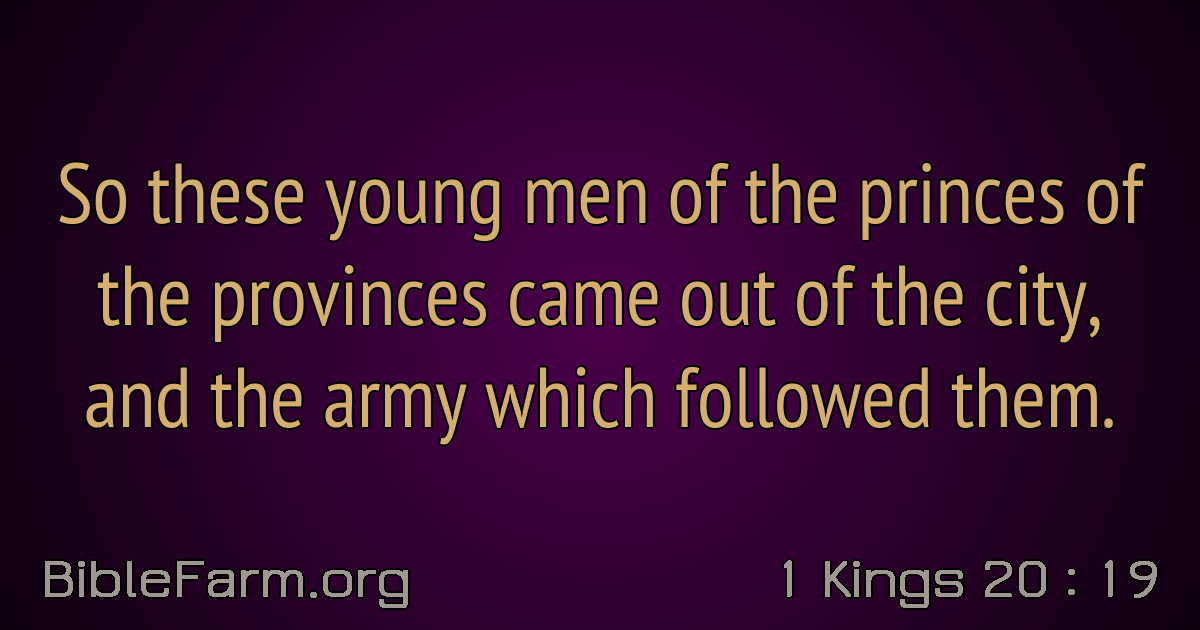 So these young men of the princes of
the provinces came out of the city,
and the army which followed them.
BibleFarm.org
1 Kings 20 : 19